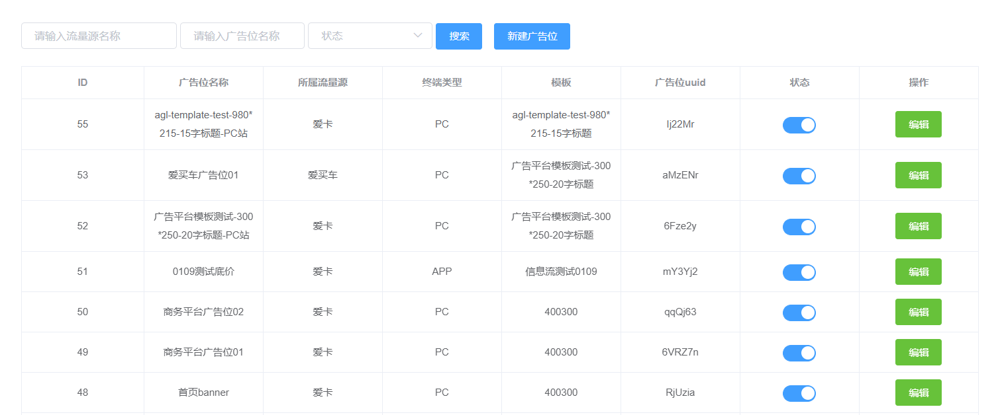 请输入流量源名称 请输入广告位名称 状态 搜索 新建广告位
ID 广告位名称 所属流量源 终端类型 模板 广告位uuid 状态 操作
agl-template-test-980* agl-template-test-980*
55 爱卡 PC lj22Mr 编辑
215-15字标题-PC站 215-15字标题
广告平台模板测试-300
53 爱买车广告位01 爱买车 PC aMzENr 编辑
*250-20字标题
广告平台模板测试-300 广告平台模板测试-300
52 爱卡 PC 6Fze2y 编辑
*250-20字标题-PC站 *250-20字标题
51 0109测试底价 爱卡 APP 信息流测试0109 mY3Yj2 编辑
50 商务平台广告位02 爱卡 PC 400300 qqQj63 编辑
49 商务平台广告位01 爱卡 PC 400300 6VRZ7n 编辑
48 首页banner 爱卡 PC 400300 RjUzia 编辑